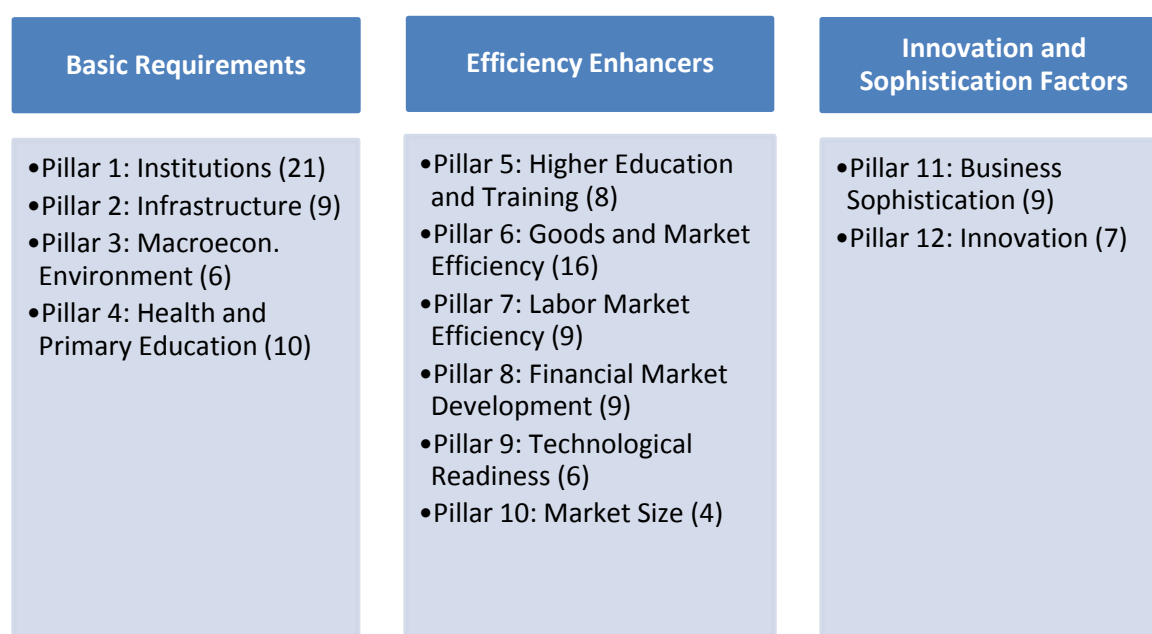 Basic Requirements
•Pillar 1: Institutions (21)
•Pillar 2: Infrastructure (9)
•Pillar 3: Macroecon.
Environment (6)
•Pillar 4: Health and
Primary Education (10)
Efficiency Enhancers
•Pillar 5: Higher Education
and Training (8)
•Pillar 6: Goods and Market
Efficiency (16)
•Pillar 7: Labor Market
Efficiency (9)
•Pillar 8: Financial Market
Development (9)
•Pillar 9: Technological
Readiness (6)
•Pillar 10: Market Size (4)
Innovation and
Sophistication Factors
•Pillar 11: Business
Sophistication (9)
•Pillar 12: Innovation (7)